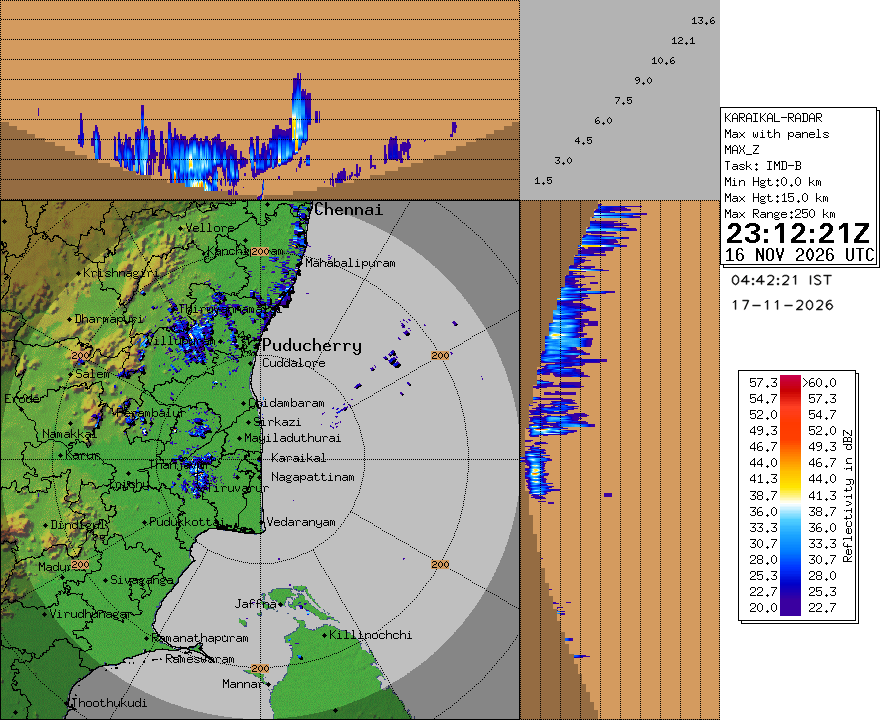 13.6
12.1
10.6
9.0
7.5
6.0
4.5
3.0
1.5
KARAIKAL-RADAR
Max with panels
MAX_Z
Task: IMD-B
Min Hgt:0.0 km
Max Hgt:15.0 km
Max Range:250 km
23:12:21Z
16 NOV 2026 UTC
04:42:21 IST
17-11-2026
Chennai
Vellore
200
Mahabalipuram
Krishnagiri
Dharmapuri
Puducherry
200
200
Cuddalore
Salem
Perambalur
Sirkazi
Namakkal
Mayiladuthurai
Karur
Karaikal
Nagapattinam
Tiruvarur
Dindigul
Pudukkottai
Vedaranyam
200
200
Sivaganga
Jaffna
Virudhunagar
Ramanathapuram
Killinochchi
Rameswaram
200
Mannar
Thoothukudi
57.3 >60.0
54.7 57.3
52.0 54.7
49.3 52.0
46.7 49.3
44.0 46.7
41.3 44.0
38.7 41.3
36.0 38.7
33.3 36.0
30.7 33.3
28.0 30.7
25.3 28.0
22.7 25.3
20.0 22.7
Reflectivity in dBZ